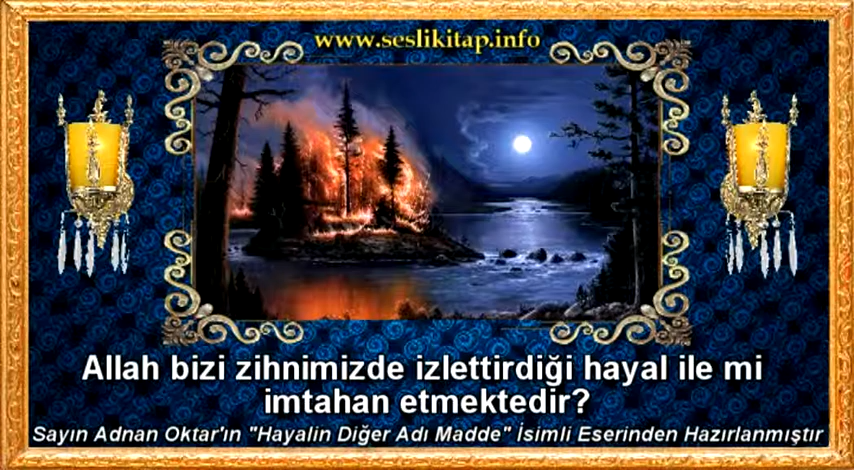 www.seslikitap.info
Allah bizi zihnimizde izlettirdiği hayal ile mi
imtahan etmektedir?
Sayın Adnan Oktar'ın "Hayalin Diğer Adı Madde" İsimli Eserinden Hazırlanmıştır